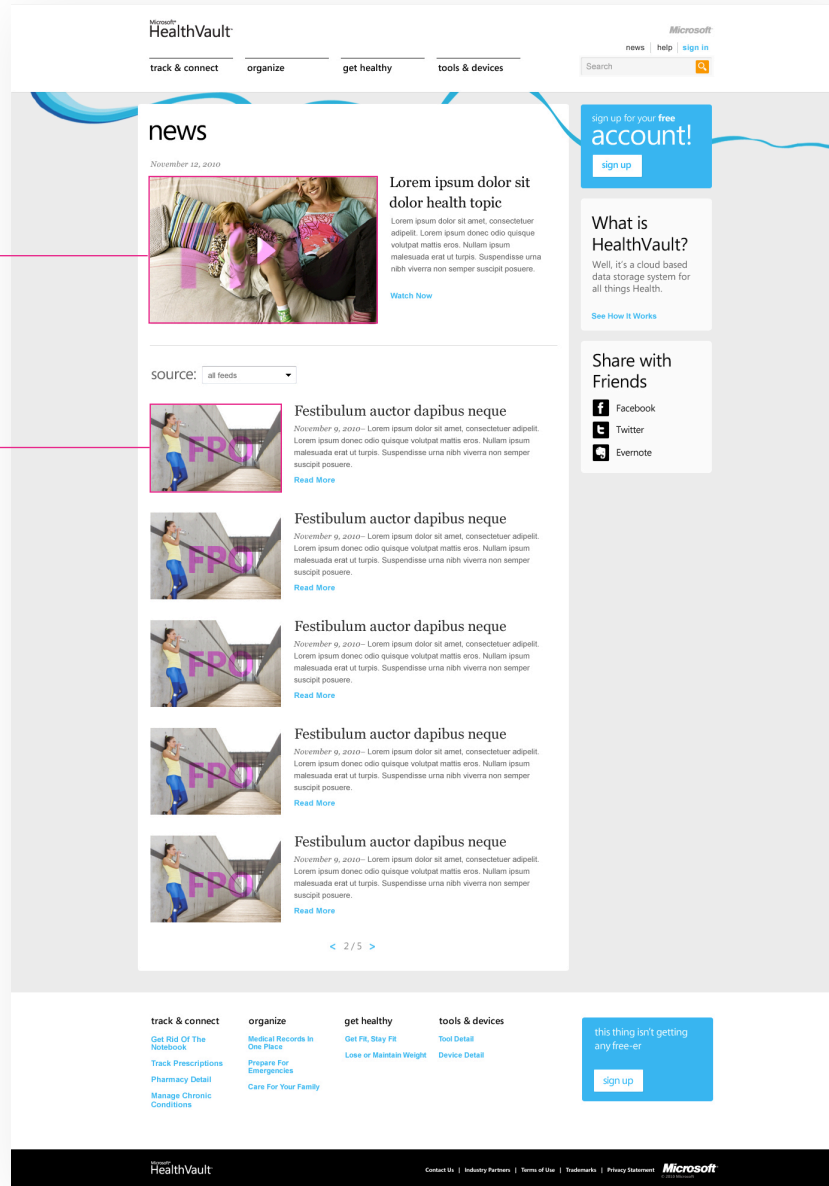 Microsoft®
HealthVault™
Microsoft®
news | help | sign in
track & connect
organize
get healthy
tools & devices
Search
news
November 12, 2010
FPO
Lorem ipsum dolor sit
dolor health topic
Lorem ipsum dolor sit amet, consectetuer
adipelit. Lorem ipsum donec odio quisque
volutpat mattis eros. Nullam ipsum
malesuada erat ut turpis. Suspendisse urna
nibh viverra non semper suscipit posuere.
Watch Now
sign up for your free
account!
sign up
What is
HealthVault?
Well, it's a cloud based
data storage system for
all things Health.
See How It Works
Share with
Friends
Facebook
Twitter
Evernote
source: all feeds
FPO
Festibulum auctor dapibus neque
November 9, 2010– Lorem ipsum dolor sit amet, consectetuer adipelit.
Lorem ipsum donec odio quisque volutpat mattis eros. Nullam ipsum
malesuada erat ut turpis. Suspendisse urna nibh viverra non semper
suscipit posuere.
Read More
FPO
Festibulum auctor dapibus neque
November 9, 2010– Lorem ipsum dolor sit amet, consectetuer adipelit.
Lorem ipsum donec odio quisque volutpat mattis eros. Nullam ipsum
malesuada erat ut turpis. Suspendisse urna nibh viverra non semper
suscipit posuere.
Read More
FPO
Festibulum auctor dapibus neque
November 9, 2010– Lorem ipsum dolor sit amet, consectetuer adipelit.
Lorem ipsum donec odio quisque volutpat mattis eros. Nullam ipsum
malesuada erat ut turpis. Suspendisse urna nibh viverra non semper
suscipit posuere.
Read More
FPO
Festibulum auctor dapibus neque
November 9, 2010– Lorem ipsum dolor sit amet, consectetuer adipelit.
Lorem ipsum donec odio quisque volutpat mattis eros. Nullam ipsum
malesuada erat ut turpis. Suspendisse urna nibh viverra non semper
suscipit posuere.
Read More
FPO
Festibulum auctor dapibus neque
November 9, 2010– Lorem ipsum dolor sit amet, consectetuer adipelit.
Lorem ipsum donec odio quisque volutpat mattis eros. Nullam ipsum
malesuada erat ut turpis. Suspendisse urna nibh viverra non semper
suscipit posuere.
Read More
< 2 / 5 >
track & connect
Get Rid Of The
Notebook
Track Prescriptions
Pharmacy Detail
Manage Chronic
Conditions
organize
Medical Records In
One Place
Prepare For
Emergencies
Care For Your Family
get healthy
Get Fit, Stay Fit
Lose or Maintain Weight
tools & devices
Tool Detail
Device Detail
this thing isn't getting
any free-er
sign up
Microsoft®
HealthVault™
Contact Us | Industry Partners | Terms of Use | Trademarks | Privacy Statement
Microsoft®
© 2010 Microsoft